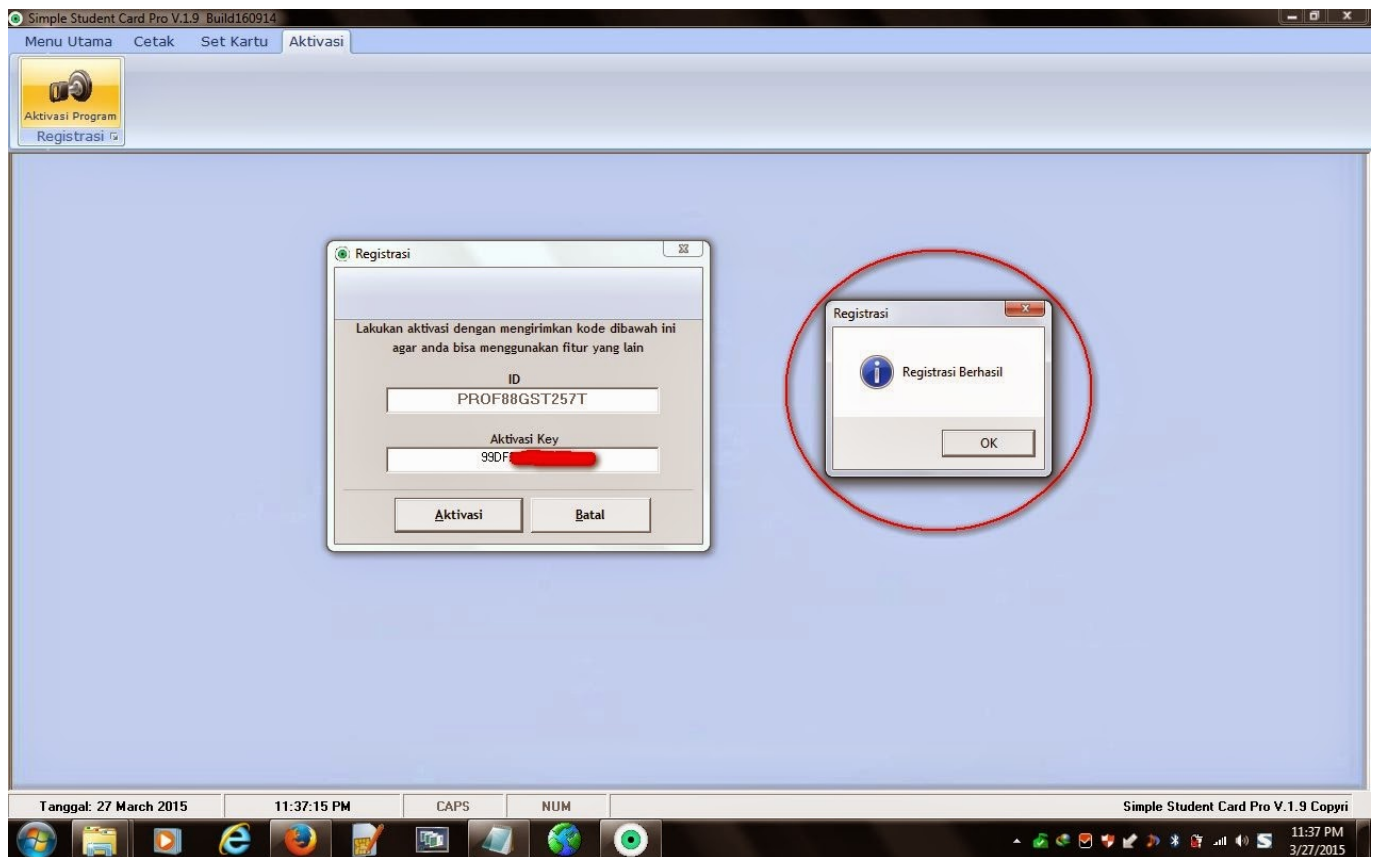 Simple Student Card Pro V.1.9 Build160914
Menu Utama Cetak Set Kartu Aktivasi
Aktivasi Program
Registrasi
Registrasi
Lakukan aktivasi dengan mengirimkan kode dibawah ini
agar anda bisa menggunakan fitur yang lain
ID
PROF88GST257T
Aktivasi Key
99DF
Aktivasi Batal
Registrasi
Registrasi Berhasil
OK
Tanggal: 27 March 2015 11:37:15 PM CAPS NUM Simple Student Card Pro V.1.9 Copyri
11:37 PM
3/27/2015